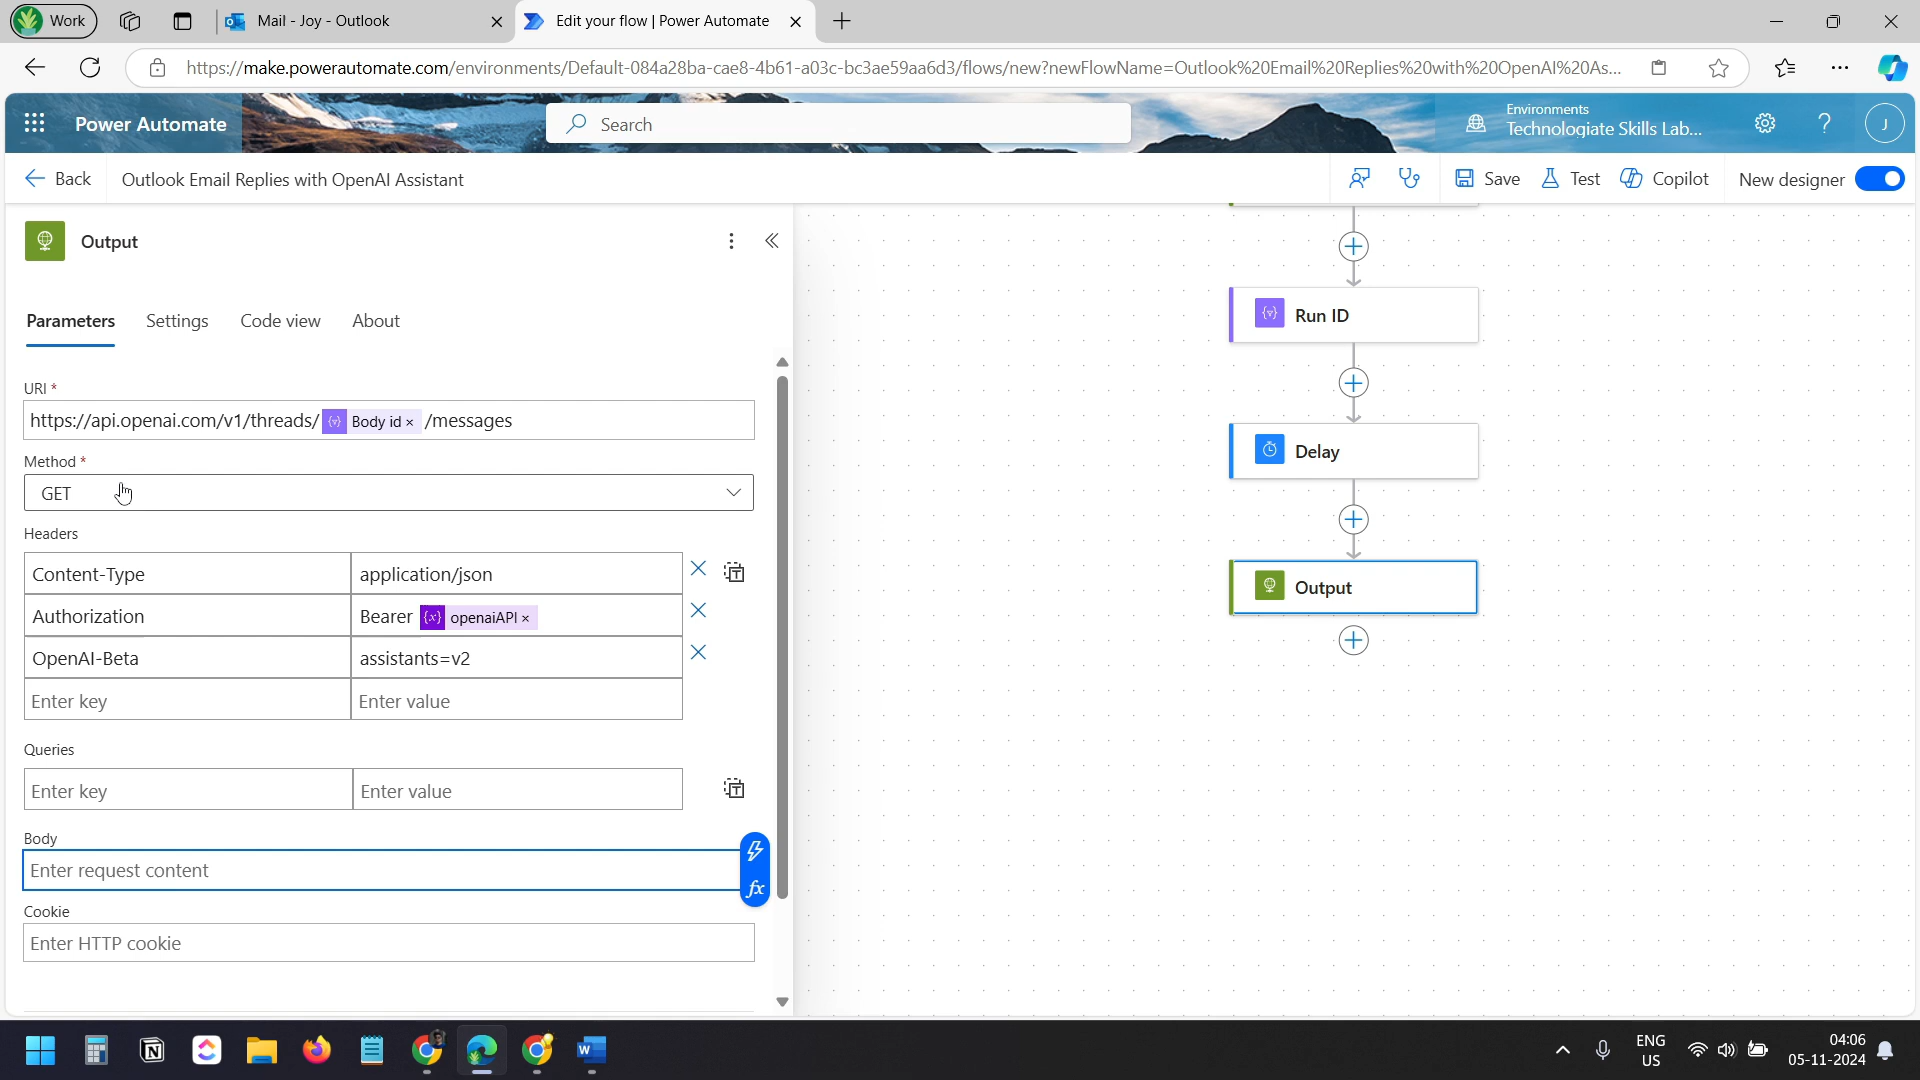 Work
Mail - Joy - Outlook
Edit your flow | Power Automate
https://make.powerautomate.com/environments/Default-084a28ba-cae8-4b61-a03c-bc3ae59aa6d3/flows/new?newFlowName=Outlook%20Email%20Replies%20with%20OpenAI%20As...
Power Automate
Search
Environments
Technologiate Skills Lab...
J
Back
Outlook Email Replies with OpenAI Assistant
Save
Test
Copilot
New designer
Output
Parameters
Settings
Code view
About
URI *
https://api.openai.com/v1/threads/ Body id × /messages
Method *
GET
Headers
Content-Type
application/json
Authorization
Bearer {x} openaiAPI ×
OpenAI-Beta
assistants=v2
Enter key
Enter value
Queries
Enter key
Enter value
Body
Enter request content
fx
Cookie
Enter HTTP cookie
Run ID
Delay
Output
ENG
US
04:06
05-11-2024